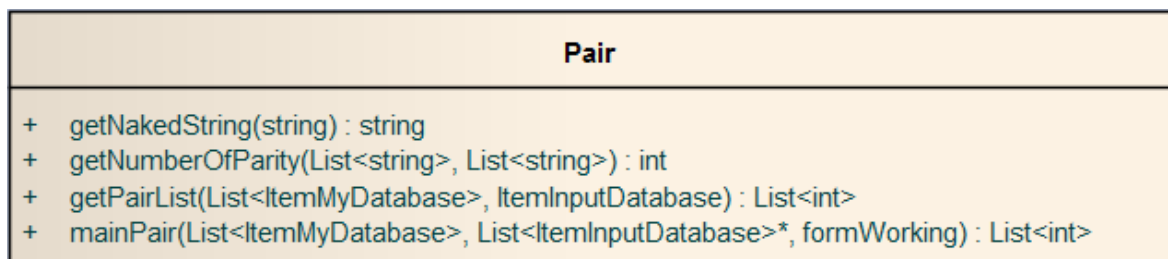 Pair
+ getNakedString(string) : string
+ getNumberOfParity(List<string>, List<string>) : int
+ getPairList(List<ItemMyDatabase>, ItemInputDatabase) : List<int>
+ mainPair(List<ItemMyDatabase>, List<ItemInputDatabase>*, formWorking) : List<int>